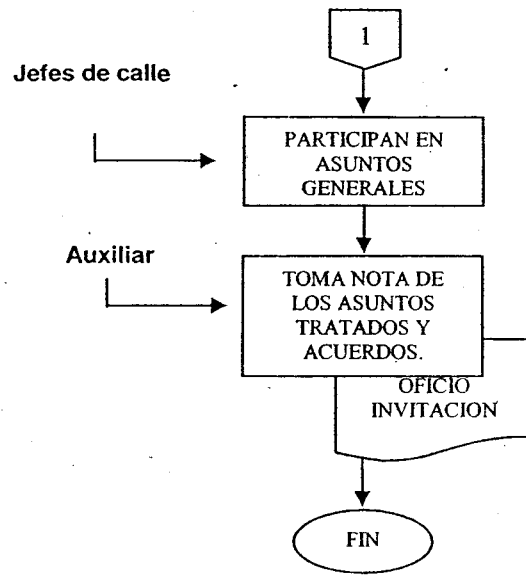 1
Jefes de calle
PARTICIPAN EN
ASUNTOS
GENERALES
Auxiliar
TOMA NOTA DE
LOS ASUNTOS
TRATADOS Y
ACUERDOS.
OFICIO
INVITACION
FIN